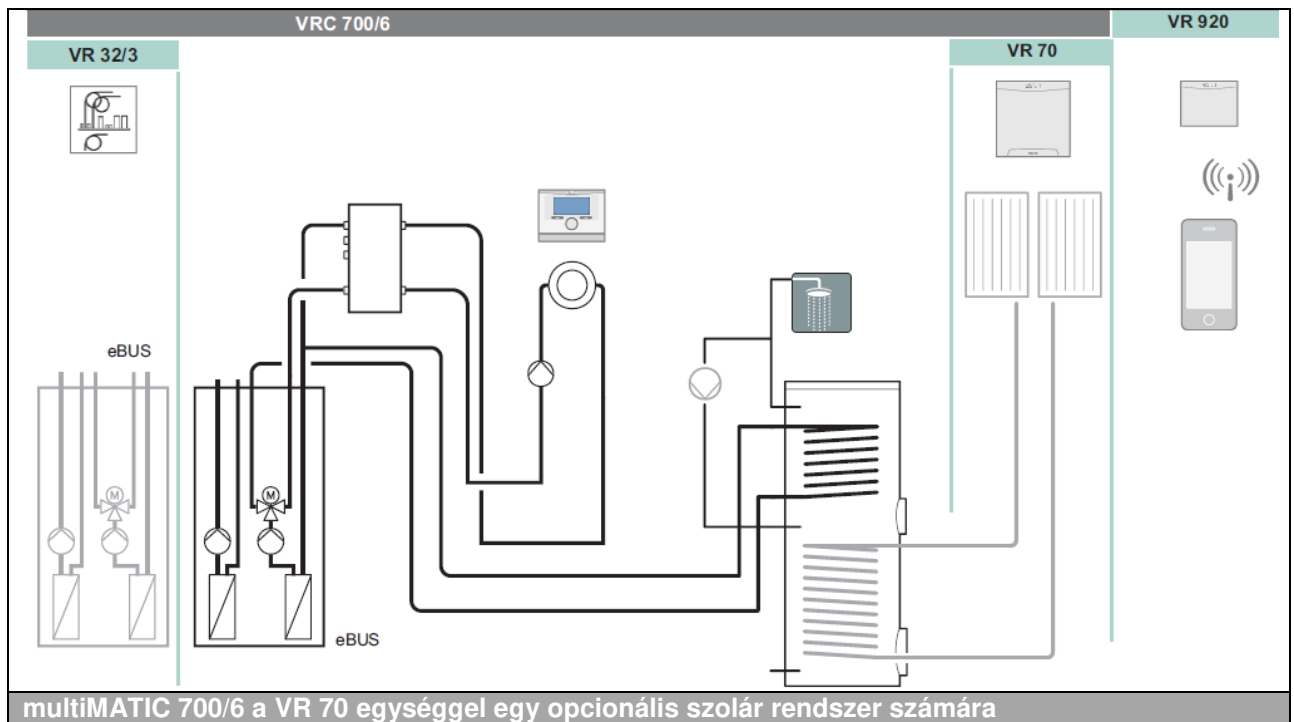 VRC 700/6
VR 920
VR 32/3
VR 70
eBUS
M
M
eBUS
multiMATIC 700/6 a VR 70 egységgel egy opcionális szolár rendszer számára